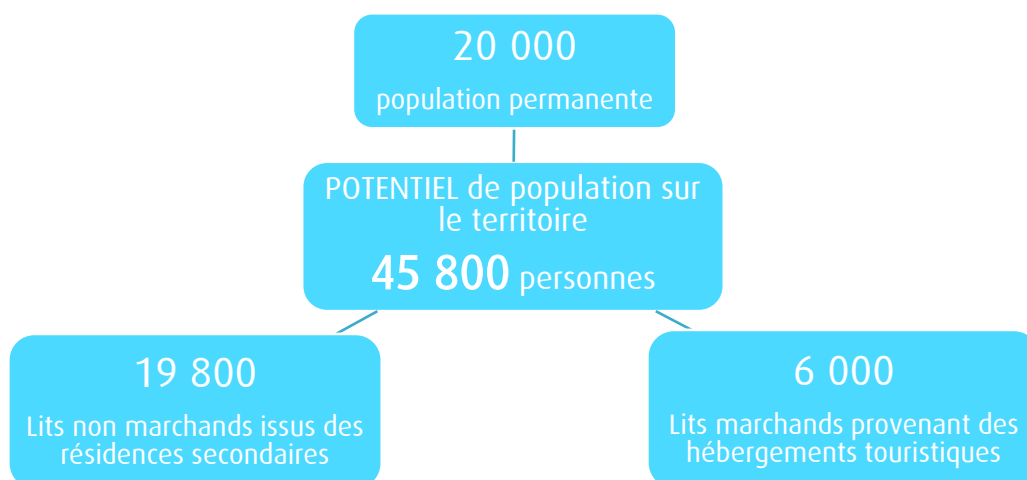 20 000
population permanente
POTENTIEL de population sur
le territoire
45 800 personnes
19 800
Lits non marchands issus des
résidences secondaires
6 000
Lits marchands provenant des
hébergements touristiques